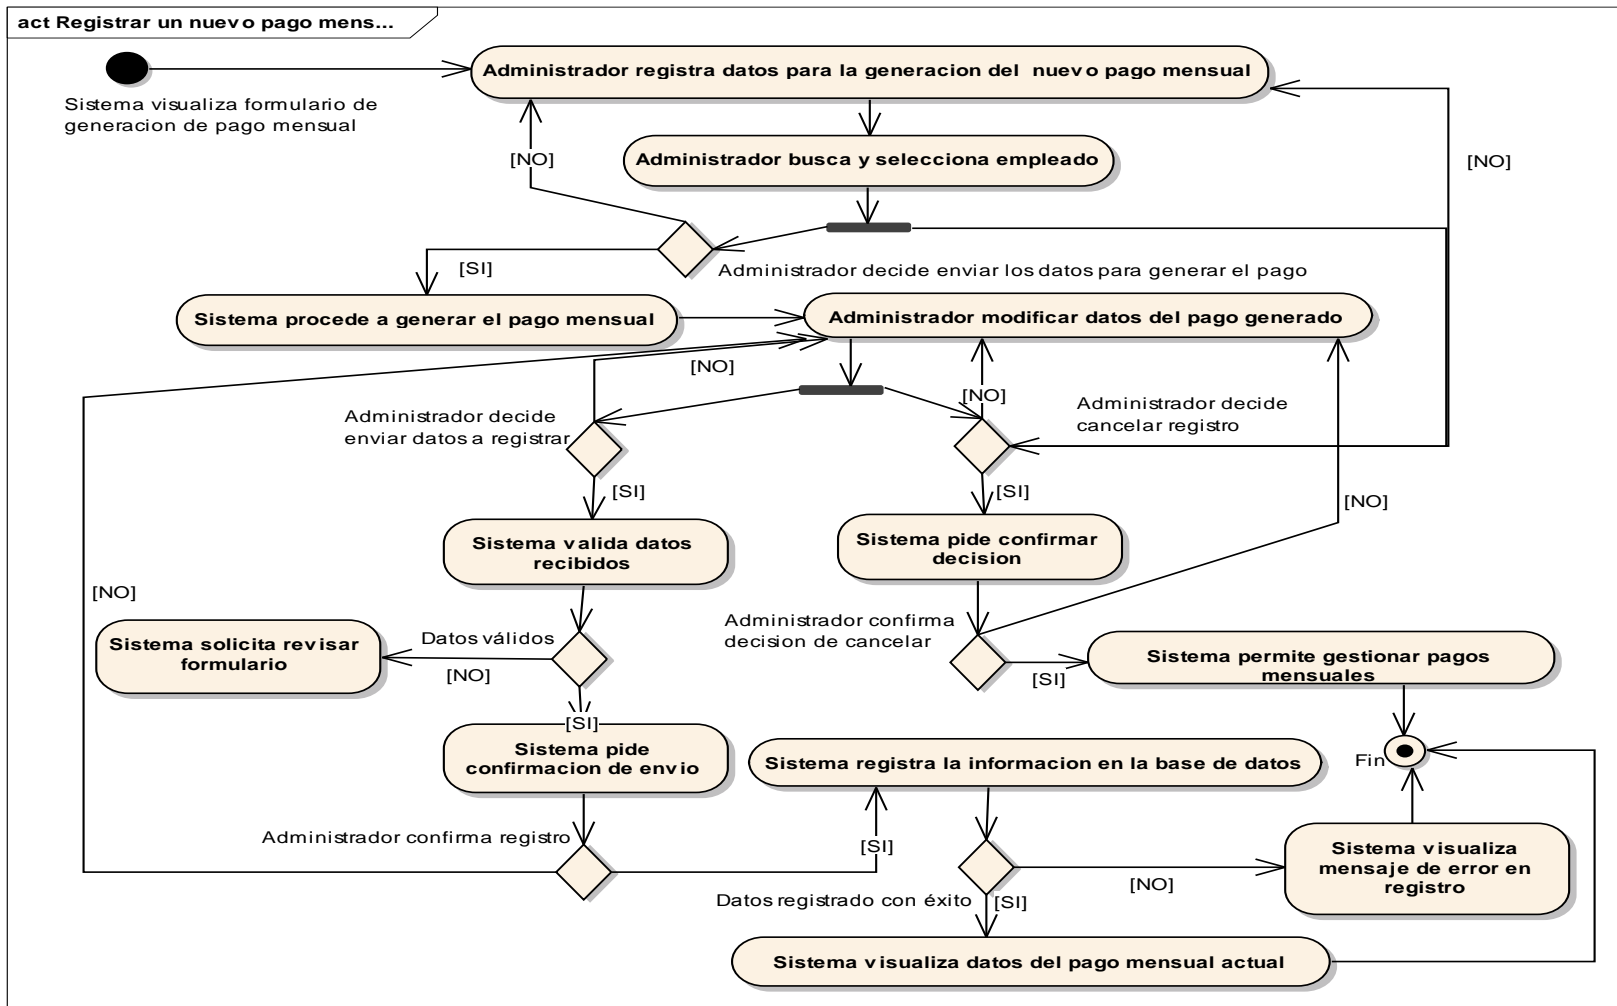 act Registrar un nuevo pago mens...
Administrador registra datos para la generacion del nuevo pago mensual
Sistema visualiza formulario de
generacion de pago mensual
[NO]
Administrador busca y selecciona empleado
[NO]
[SI]
Administrador decide enviar los datos para generar el pago
Sistema procede a generar el pago mensual
Administrador modificar datos del pago generado
[NO]
[NO]
Administrador decide
enviar datos a registrar
Administrador decide
cancelar registro
[SI]
[SI]
[NO]
Sistema valida datos
recibidos
Sistema pide confirmar
decision
[NO]
Administrador confirma
decision de cancelar
Sistema solicita revisar
formulario
Datos válidos
[NO]
[SI]
Sistema permite gestionar pagos
mensuales
[SI]
Sistema pide
confirmacion de envio
Sistema registra la informacion en la base de datos
Fin
Administrador confirma registro
[SI]
Sistema visualiza
mensaje de error en
registro
[NO]
Datos registrado con éxito
[SI]
Sistema visualiza datos del pago mensual actual